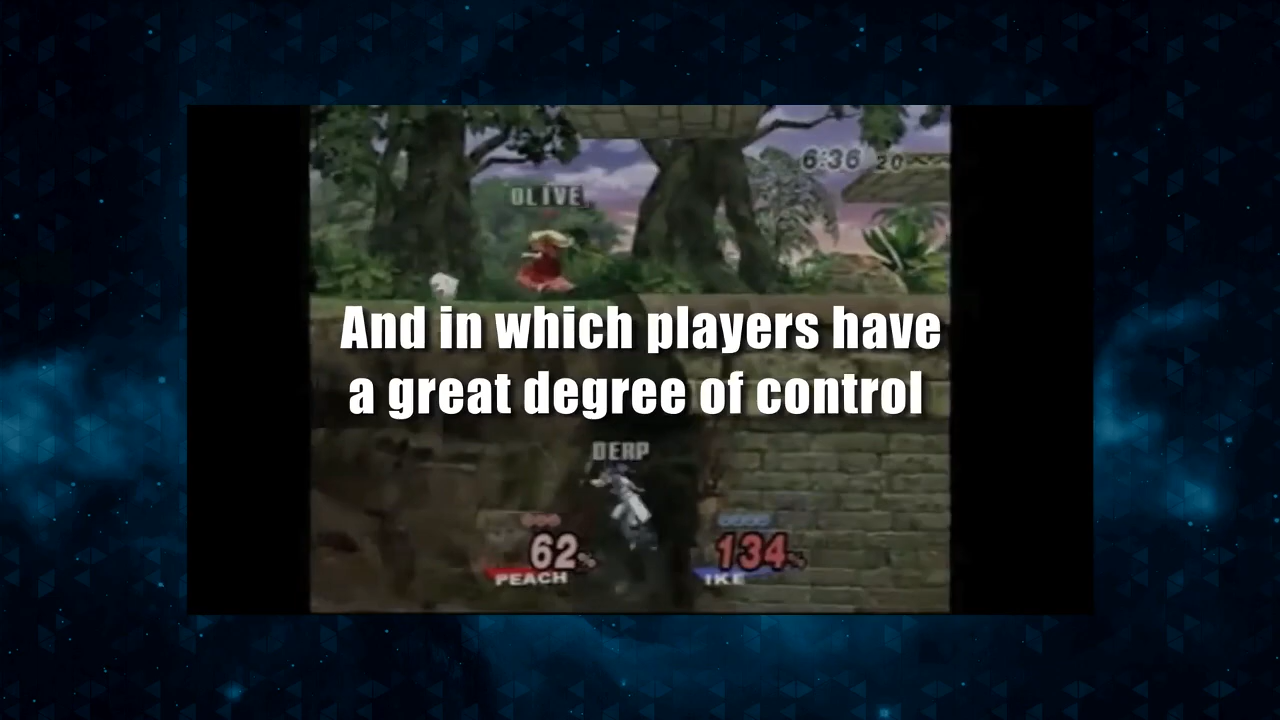 6:36 20
OLIVE
And in which players have
a great degree of control
DERP
62% 134%
PEACH IKE